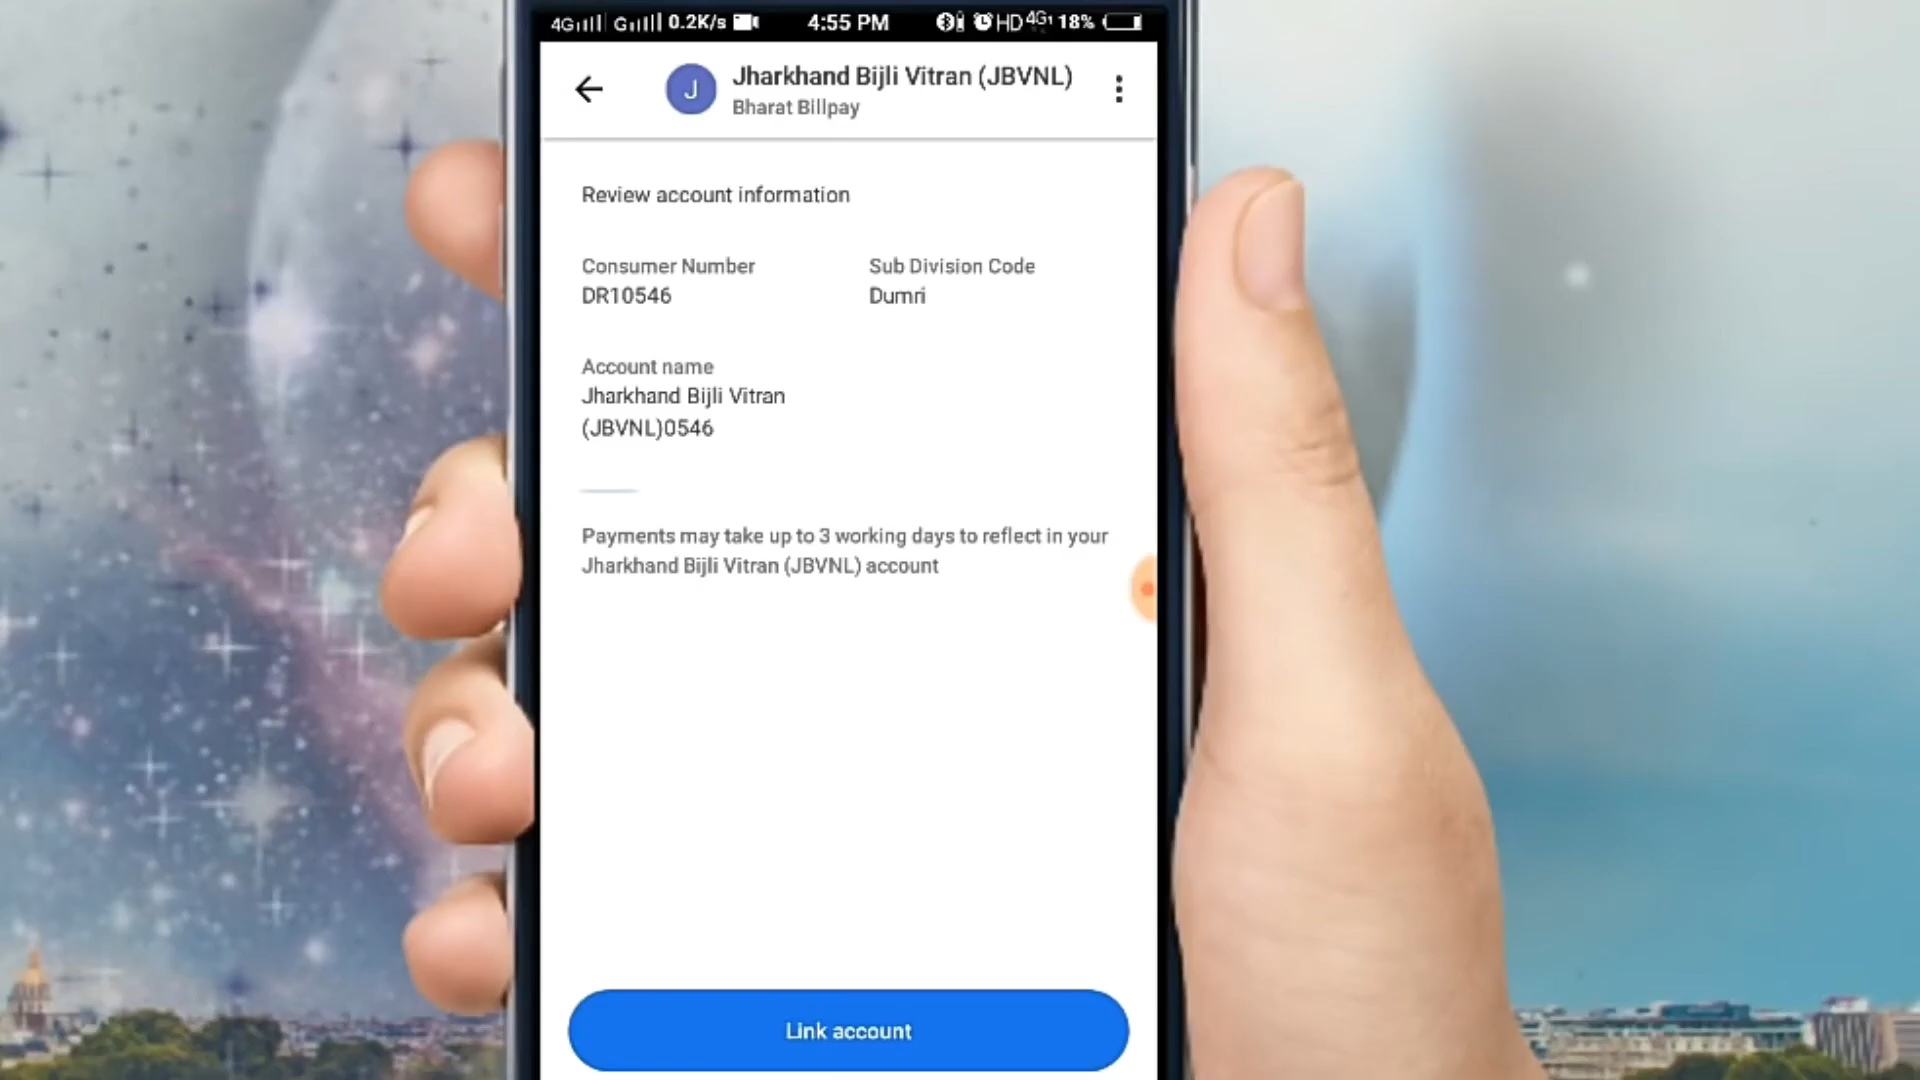 4G G 0.2K/s 4:55 PM HD 4G 18%
J
Jharkhand Bijli Vitran (JBVNL)
Bharat Billpay
Review account information
Consumer Number
DR10546
Sub Division Code
Dumri
Account name
Jharkhand Bijli Vitran
(JBVNL)0546
Payments may take up to 3 working days to reflect in your
Jharkhand Bijli Vitran (JBVNL) account
Link account